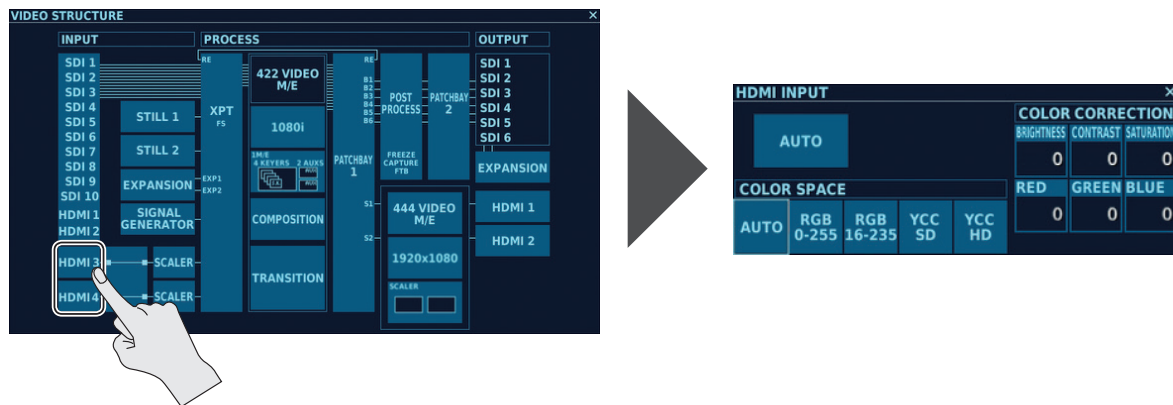 VIDEO STRUCTURE
×
INPUT
PROCESS
OUTPUT
SDI 1
SDI 2
SDI 3
SDI 4
SDI 5
SDI 6
SDI 7
SDI 8
SDI 9
SDI 10
HDMI 1
HDMI 2
HDMI 3
HDMI 4
STILL 1
STILL 2
EXPANSION
SIGNAL
GENERATOR
SCALER
SCALER
RE
XPT
FS
EXP1
EXP2
422 VIDEO
M/E
1080i
1M/E
4 KEYERS 2 AUXS
AUX
AUX
COMPOSITION
TRANSITION
RE
B1
B2
B3
B4
B5
B6
PATCHBAY
1
S1
S2
POST
PROCESS
FREEZE
CAPTURE
FTB
PATCHBAY
2
444 VIDEO
M/E
1920x1080
SCALER
SDI 1
SDI 2
SDI 3
SDI 4
SDI 5
SDI 6
EXPANSION
HDMI 1
HDMI 2
HDMI INPUT
×
AUTO
COLOR SPACE
AUTO
RGB
0-255
RGB
16-235
YCC
SD
YCC
HD
COLOR CORRECTION
BRIGHTNESS CONTRAST SATURATION
0 0 0
RED GREEN BLUE
0 0 0